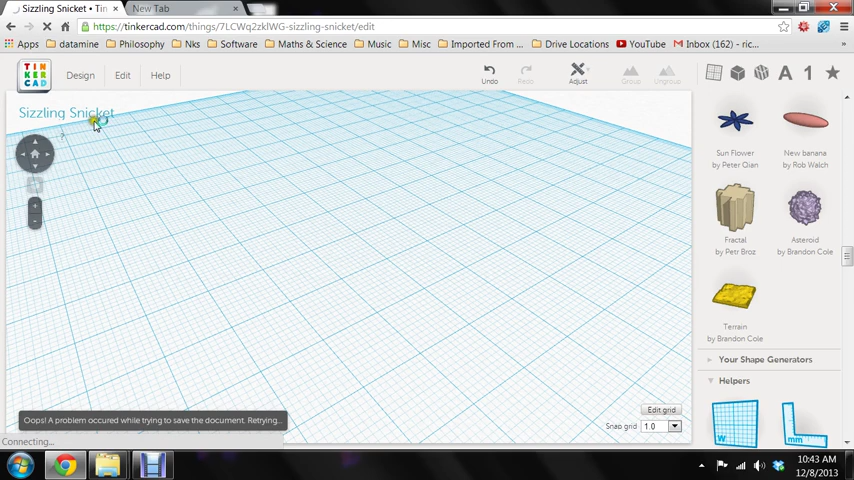 Sizzling Snicket • Tin
New Tab
https://tinkercad.com/things/7LCWq2zklWG-sizzling-snicket/edit
Apps datamine Philosophy Nks Software Maths & Science Music Misc Imported From ... Drive Locations YouTube Inbox (162) - ric...
TIN
KER
CAD
Design Edit Help
Undo Redo Adjust Group Ungroup
Sizzling Snicket
?
+
-
Sun Flower
by Peter Qian
New banana
by Rob Walch
Fractal
by Petr Broz
Asteroid
by Brandon Cole
Terrain
by Brandon Cole
Your Shape Generators
Helpers
W
mm
Edit grid
Snap grid 1.0
Oops! A problem occured while trying to save the document. Retrying..
Connecting...
10:43 AM
12/8/2013